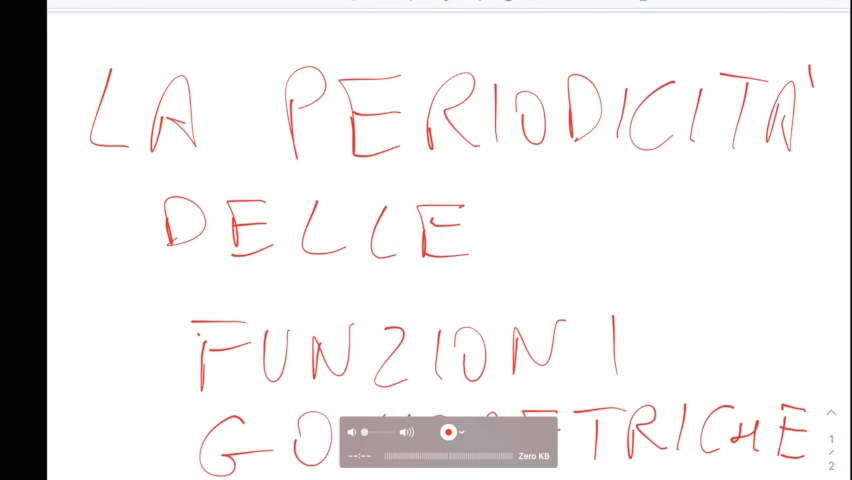 LA PERIODICITA'
DELLE
FUNZIONI
--:-- Zero KB
1
/
2